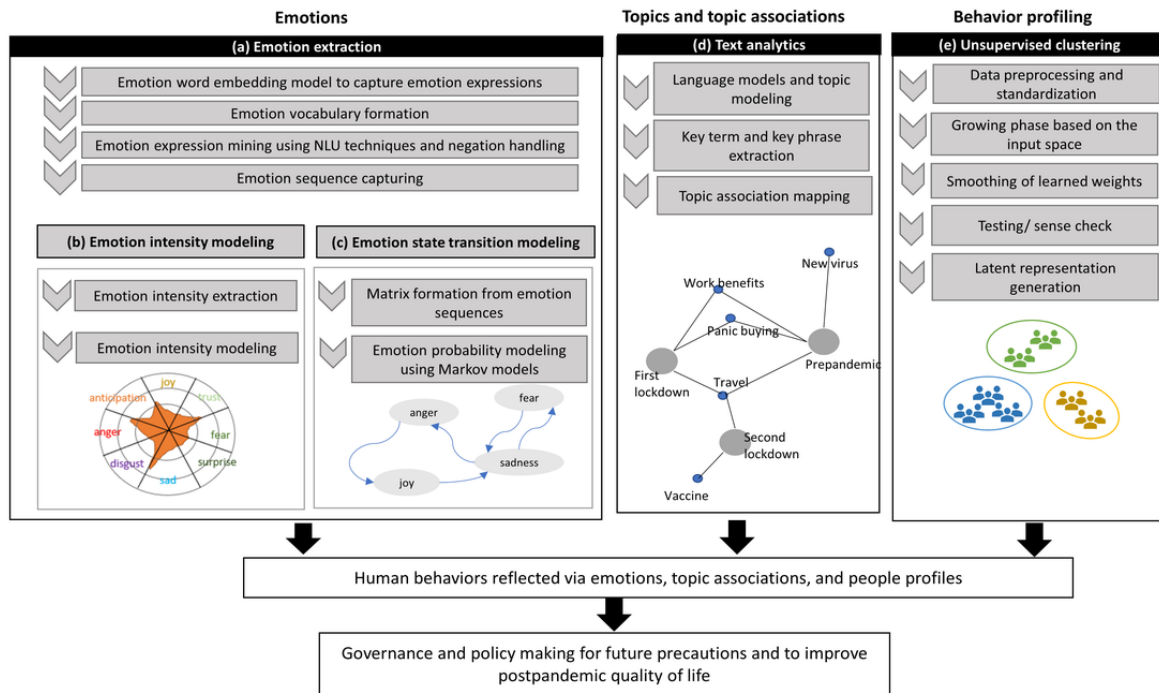 Emotions
Topics and topic associations
Behavior profiling
(a) Emotion extraction
Emotion word embedding model to capture emotion expressions
Emotion vocabulary formation
Emotion expression mining using NLU techniques and negation handling
Emotion sequence capturing
(b) Emotion intensity modeling
Emotion intensity extraction
Emotion intensity modeling
joy
trust
fear
surprise
sad
disgust
anger
anticipation
(c) Emotion state transition modeling
Matrix formation from emotion
sequences
Emotion probability modeling
using Markov models
anger
fear
sadness
joy
(d) Text analytics
Language models and topic
modeling
Key term and key phrase
extraction
Topic association mapping
New virus
Work benefits
Panic buying
Prepandemic
First
lockdown
Travel
Second
lockdown
Vaccine
(e) Unsupervised clustering
Data preprocessing and
standardization
Growing phase based on the
input space
Smoothing of learned weights
Testing/ sense check
Latent representation
generation
Human behaviors reflected via emotions, topic associations, and people profiles
Governance and policy making for future precautions and to improve
postpandemic quality of life